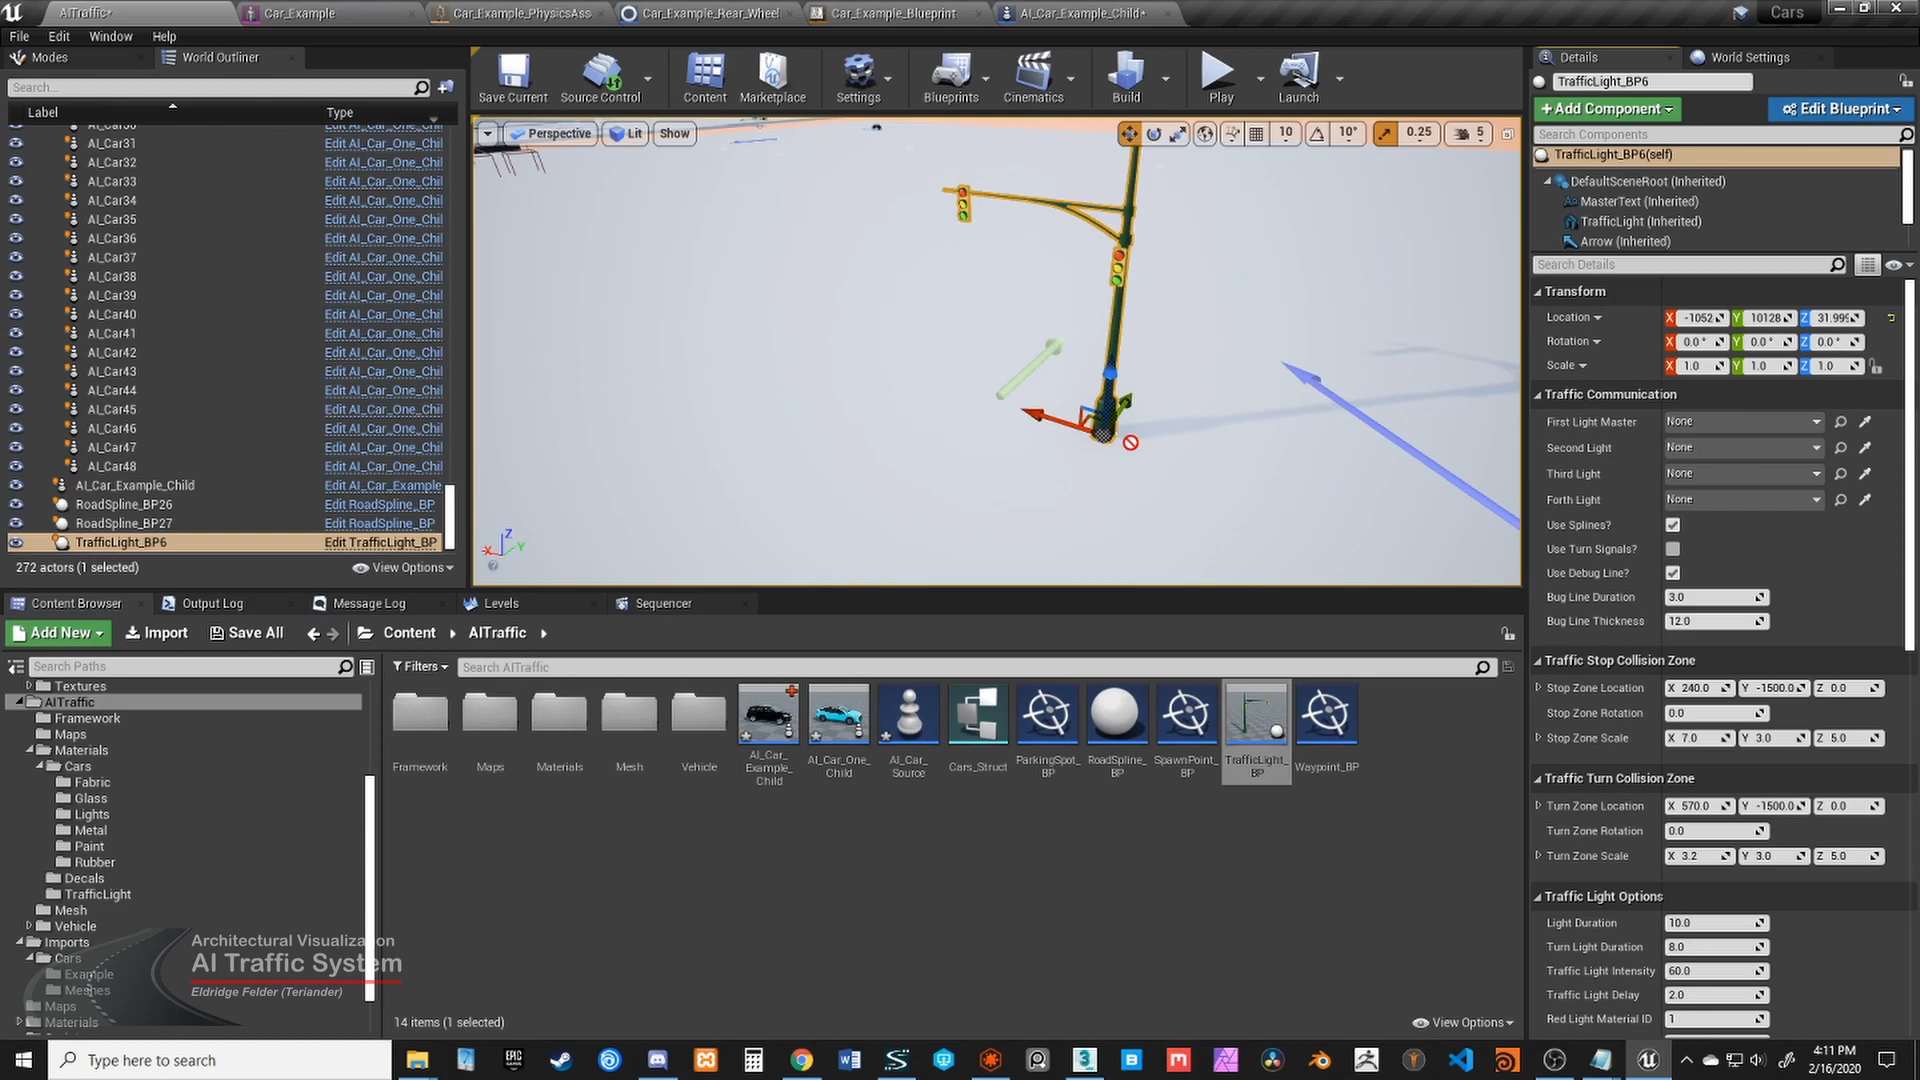 AITraffic•
Car_Example
Car_Example_PhysicsAss
Car_Example_Rear_Wheel
Car_Example_Blueprint
AI_Car_Example_Child•
Cars
File
Edit
Window
Help
Modes
World Outliner
Search...
Label
Type
AI_Car30
Edit AI_Car_One_Chil
AI_Car31
Edit AI_Car_One_Chil
AI_Car32
Edit AI_Car_One_Chil
AI_Car33
Edit AI_Car_One_Chil
AI_Car34
Edit AI_Car_One_Chil
AI_Car35
Edit AI_Car_One_Chil
AI_Car36
Edit AI_Car_One_Chil
AI_Car37
Edit AI_Car_One_Chil
AI_Car38
Edit AI_Car_One_Chil
AI_Car39
Edit AI_Car_One_Chil
AI_Car40
Edit AI_Car_One_Chil
AI_Car41
Edit AI_Car_One_Chil
AI_Car42
Edit AI_Car_One_Chil
AI_Car43
Edit AI_Car_One_Chil
AI_Car44
Edit AI_Car_One_Chil
AI_Car45
Edit AI_Car_One_Chil
AI_Car46
Edit AI_Car_One_Chil
AI_Car47
Edit AI_Car_One_Chil
AI_Car48
Edit AI_Car_One_Chil
AI_Car_Example_Child
Edit AI_Car_Example
RoadSpline_BP26
Edit RoadSpline_BP
RoadSpline_BP27
Edit RoadSpline_BP
TrafficLight_BP6
Edit TrafficLight_BP
272 actors (1 selected)
View Options
Save Current
Source Control
Content
Marketplace
Settings
Blueprints
Cinematics
Build
Play
Launch
Perspective
Lit
Show
10
10°
0.25
5
Z
X
Y
Details
World Settings
TrafficLight_BP6
+Add Component
Edit Blueprint
Search Components
TrafficLight_BP6(self)
DefaultSceneRoot (Inherited)
MasterText (Inherited)
TrafficLight (Inherited)
Arrow (Inherited)
Search Details
Transform
Location X -1052 Y 10128 Z 31.999
Rotation X 0.0° Y 0.0° Z 0.0°
Scale X 1.0 Y 1.0 Z 1.0
Traffic Communication
First Light Master None
Second Light None
Third Light None
Forth Light None
Use Splines?
Use Turn Signals?
Use Debug Line?
Bug Line Duration 3.0
Bug Line Thickness 12.0
Traffic Stop Collision Zone
Stop Zone Location X 240.0 Y -1500.0 Z 0.0
Stop Zone Rotation 0.0
Stop Zone Scale X 7.0 Y 3.0 Z 5.0
Traffic Turn Collision Zone
Turn Zone Location X 570.0 Y -1500.0 Z 0.0
Turn Zone Rotation 0.0
Turn Zone Scale X 3.2 Y 3.0 Z 5.0
Traffic Light Options
Light Duration 10.0
Turn Light Duration 8.0
Traffic Light Intensity 60.0
Traffic Light Delay 2.0
Red Light Material ID 1
Content Browser
Output Log
Message Log
Levels
Sequencer
Add New
Import
Save All
Content
AITraffic
Search Paths
Filters
Search AITraffic
Textures
AITraffic
Framework
Maps
Materials
Cars
Fabric
Glass
Lights
Metal
Paint
Rubber
Decals
TrafficLight
Mesh
Vehicle
Imports
Cars
Example
Meshes
Maps
Materials
Framework
Maps
Materials
Mesh
Vehicle
AI_Car_
Example_
Child
AI_Car_One_
Child
AI_Car_
Source
Cars_Struct
ParkingSpot_
BP
RoadSpline_
BP
SpawnPoint_
BP
TrafficLight_
BP
Waypoint_BP
14 items (1 selected)
View Options
Architectural Visualization
AI Traffic System
Eldridge Felder (Teriander)
Type here to search
EPIC
4:11 PM
2/16/2020